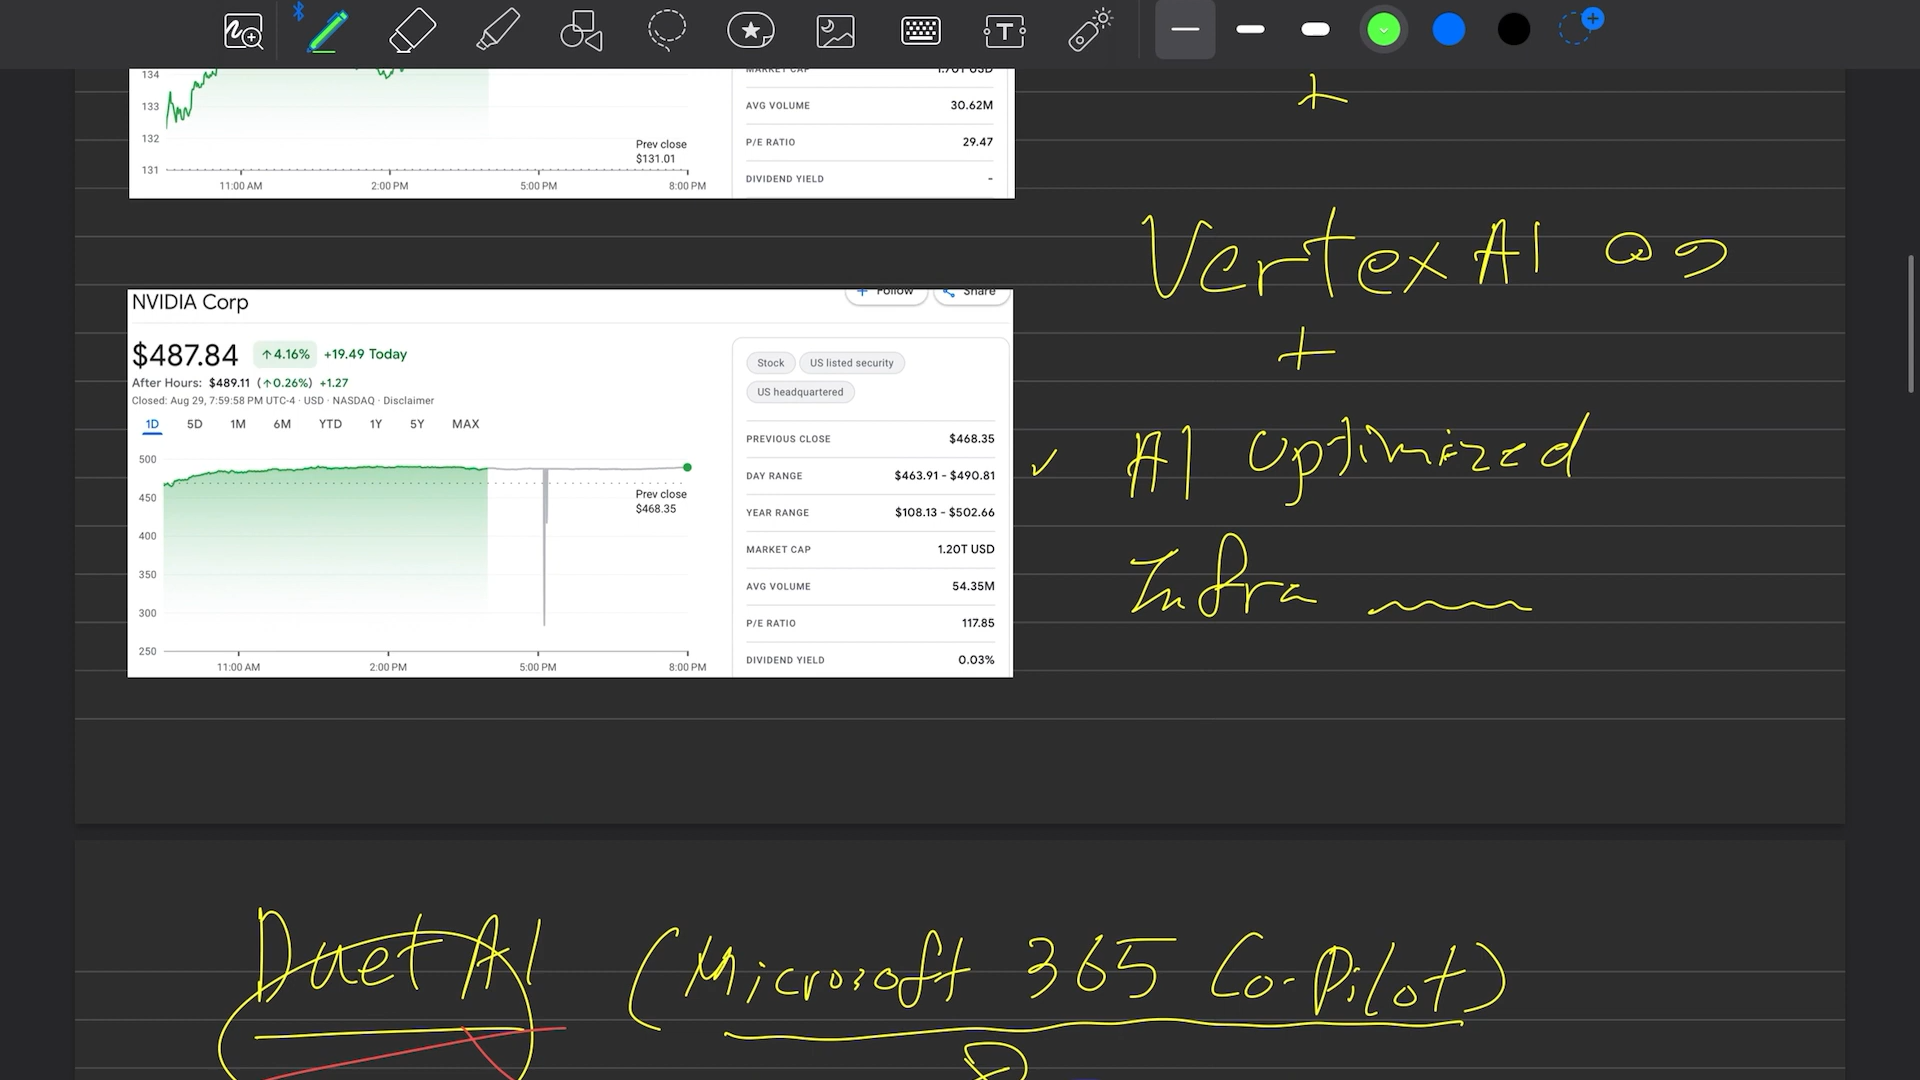 134
133
132
131
Prev close
$131.01
11:00 AM 2:00 PM 5:00 PM 8:00 PM
MARKET CAP 1.70T USD
AVG VOLUME 30.62M
P/E RATIO 29.47
DIVIDEND YIELD -
+
Vertex AI
+
✓ AI Optimized
Infra
NVIDIA Corp
+ Follow Share
$487.84 ↑4.16% +19.49 Today
After Hours: $489.11 (↑0.26%) +1.27
Closed: Aug 29, 7:59:58 PM UTC-4 · USD · NASDAQ · Disclaimer
1D 5D 1M 6M YTD 1Y 5Y MAX
500
450
400
350
300
250
Prev close
$468.35
11:00 AM 2:00 PM 5:00 PM 8:00 PM
Stock US listed security
US headquartered
PREVIOUS CLOSE $468.35
DAY RANGE $463.91 - $490.81
YEAR RANGE $108.13 - $502.66
MARKET CAP 1.20T USD
AVG VOLUME 54.35M
P/E RATIO 117.85
DIVIDEND YIELD 0.03%
Duet AI (Microsoft 365 Co-Pilot)